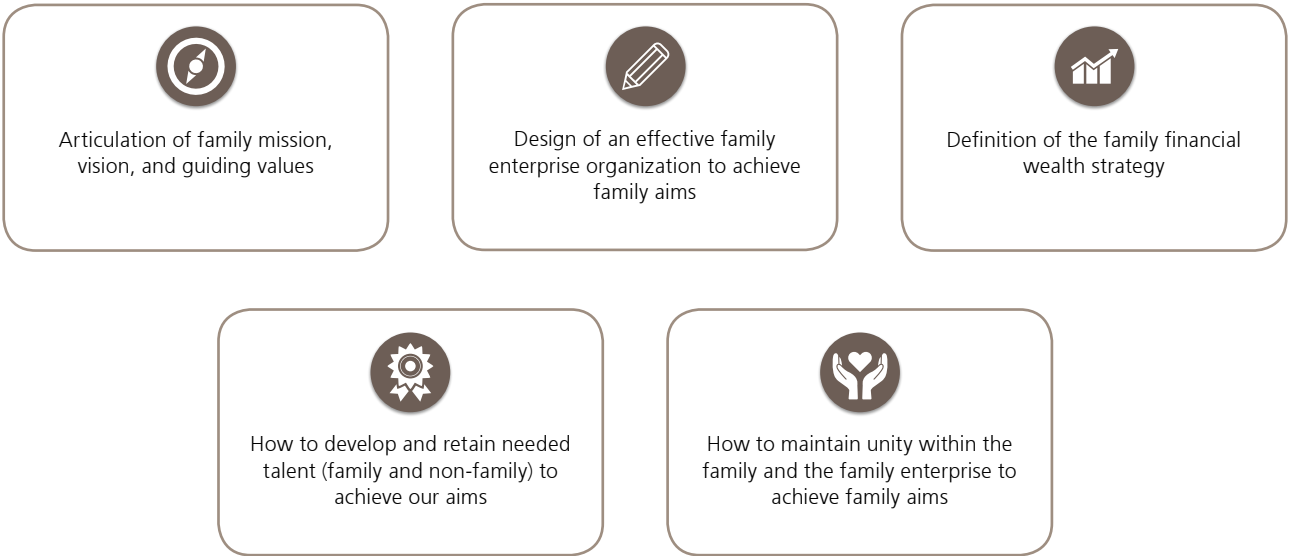 Articulation of family mission,
vision, and guiding values
Design of an effective family
enterprise organization to achieve
family aims
Definition of the family financial
wealth strategy
How to develop and retain needed
talent (family and non-family) to
achieve our aims
How to maintain unity within the
family and the family enterprise to
achieve family aims